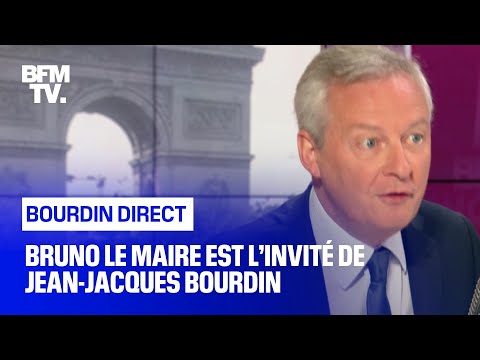 BFM
TV.
BOURDIN DIRECT
BRUNO LE MAIRE EST L’INVITÉ DE
JEAN-JACQUES BOURDIN